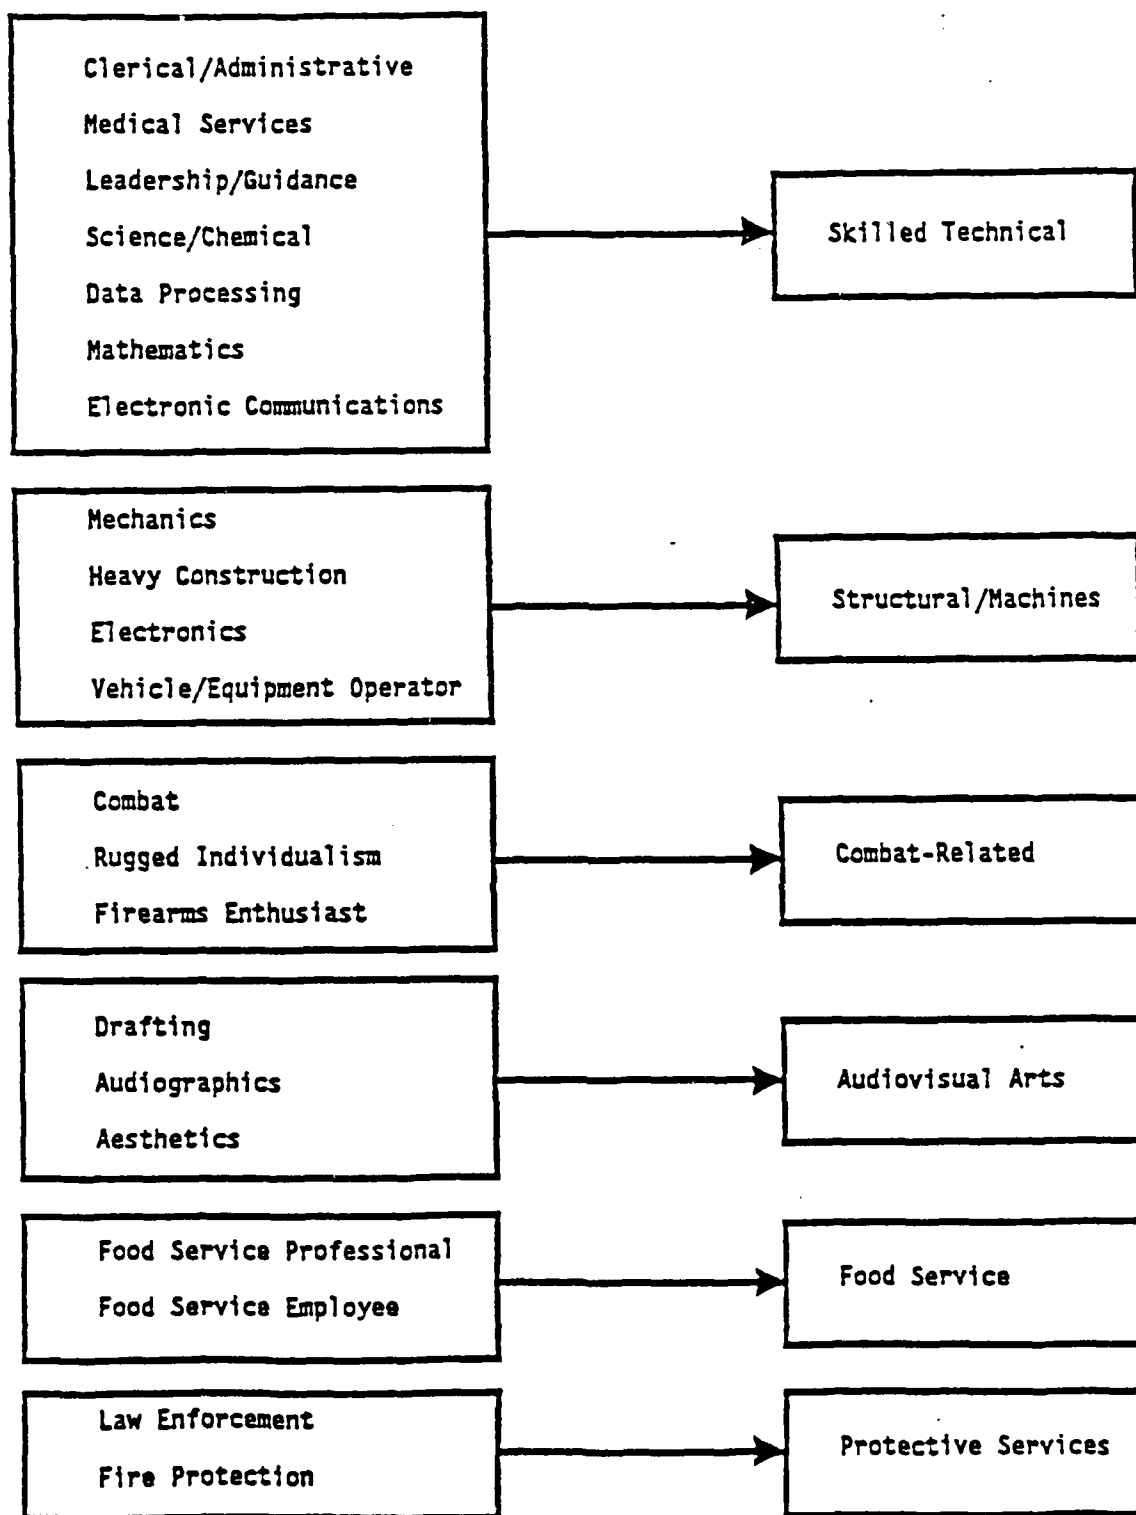 Clerical/Administrative
Medical Services
Leadership/Guidance
Science/Chemical
Data Processing
Mathematics
Electronic Communications
Skilled Technical
Mechanics
Heavy Construction
Electronics
Vehicle/Equipment Operator
Structural/Machines
Combat
Rugged Individualism
Firearms Enthusiast
Combat-Related
Drafting
Audiographics
Aesthetics
Audiovisual Arts
Food Service Professional
Food Service Employee
Food Service
Law Enforcement
Fire Protection
Protective Services